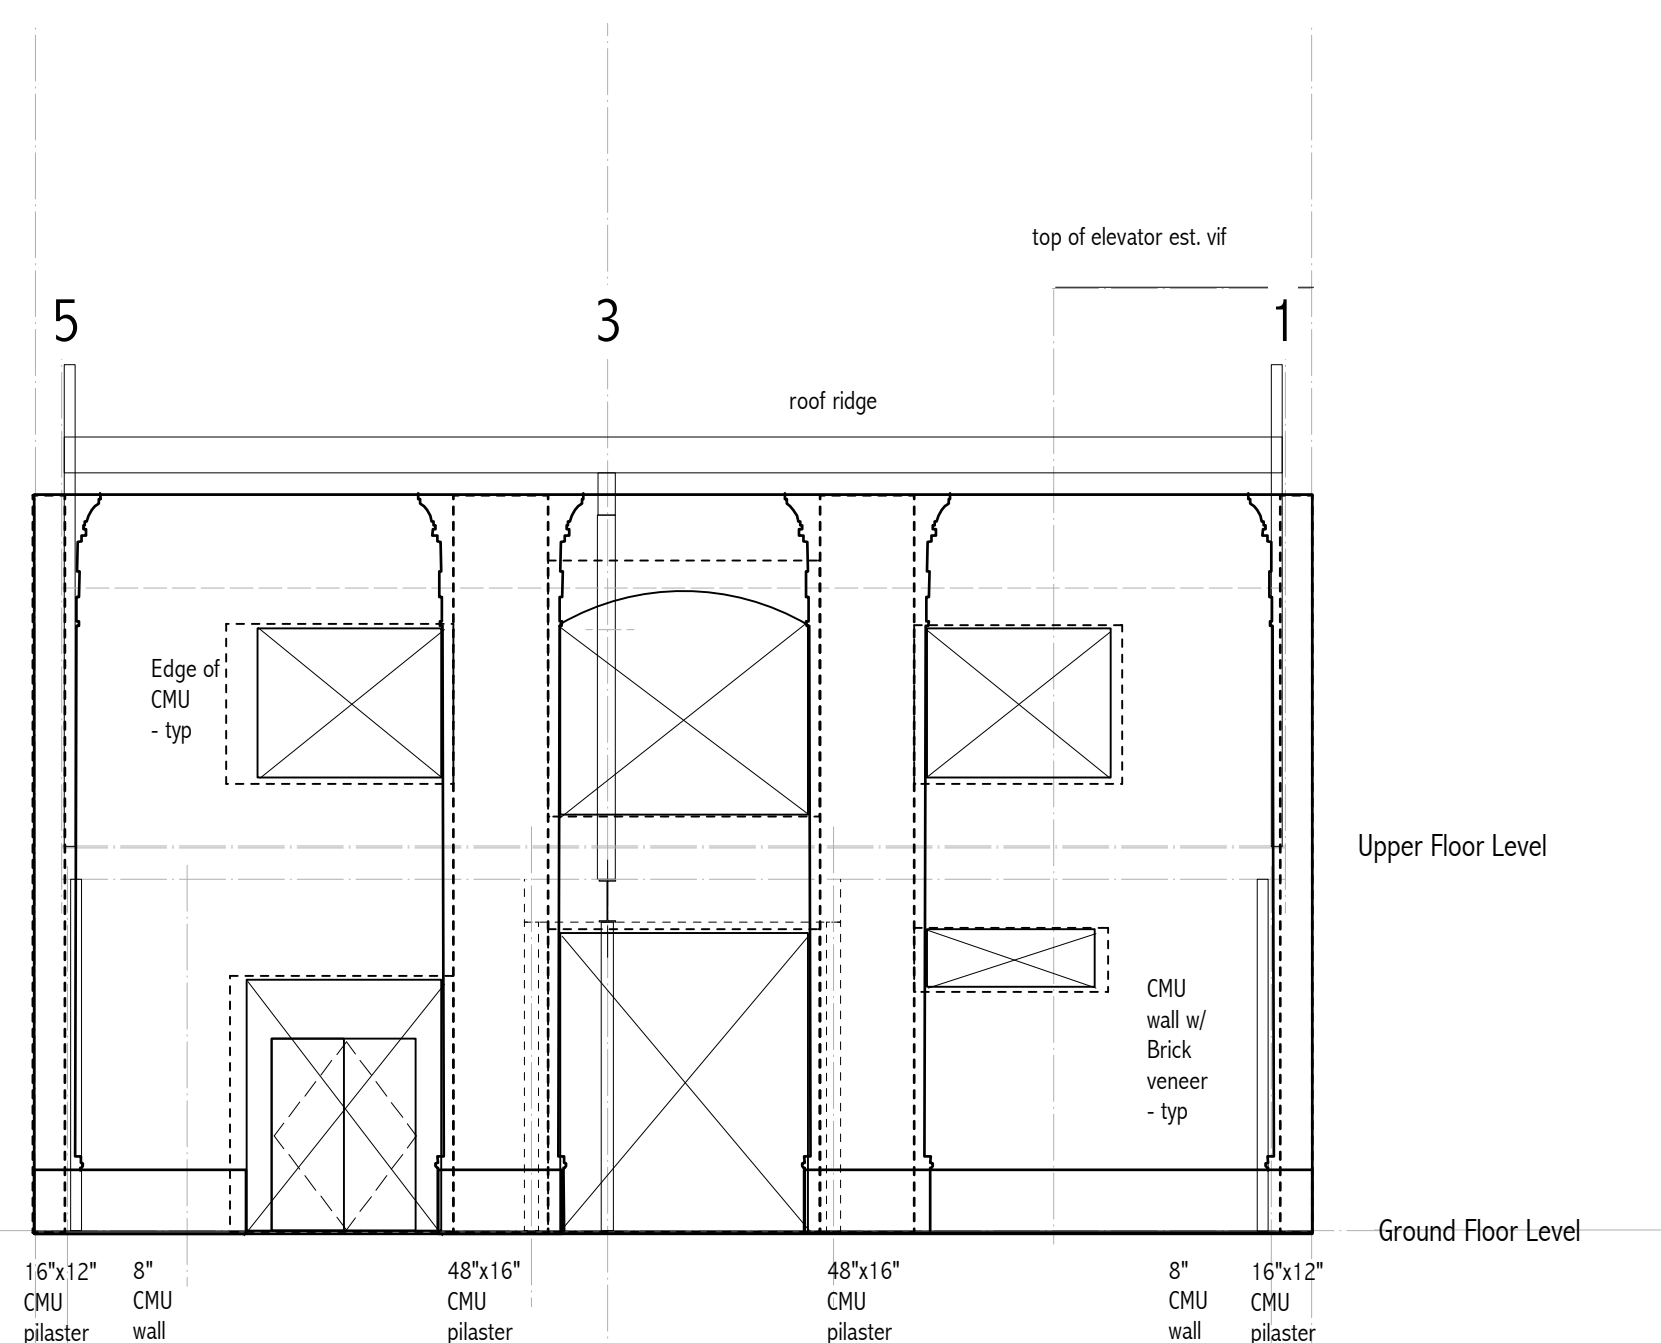 top of elevator est. vif
5
3
1
roof ridge
Edge of
CMU
- typ
Upper Floor Level
CMU
wall w/
Brick
veneer
- typ
Ground Floor Level
16"x12"
CMU
pilaster
8"
CMU
wall
48"x16"
CMU
pilaster
48"x16"
CMU
pilaster
8"
CMU
wall
16"x12"
CMU
pilaster